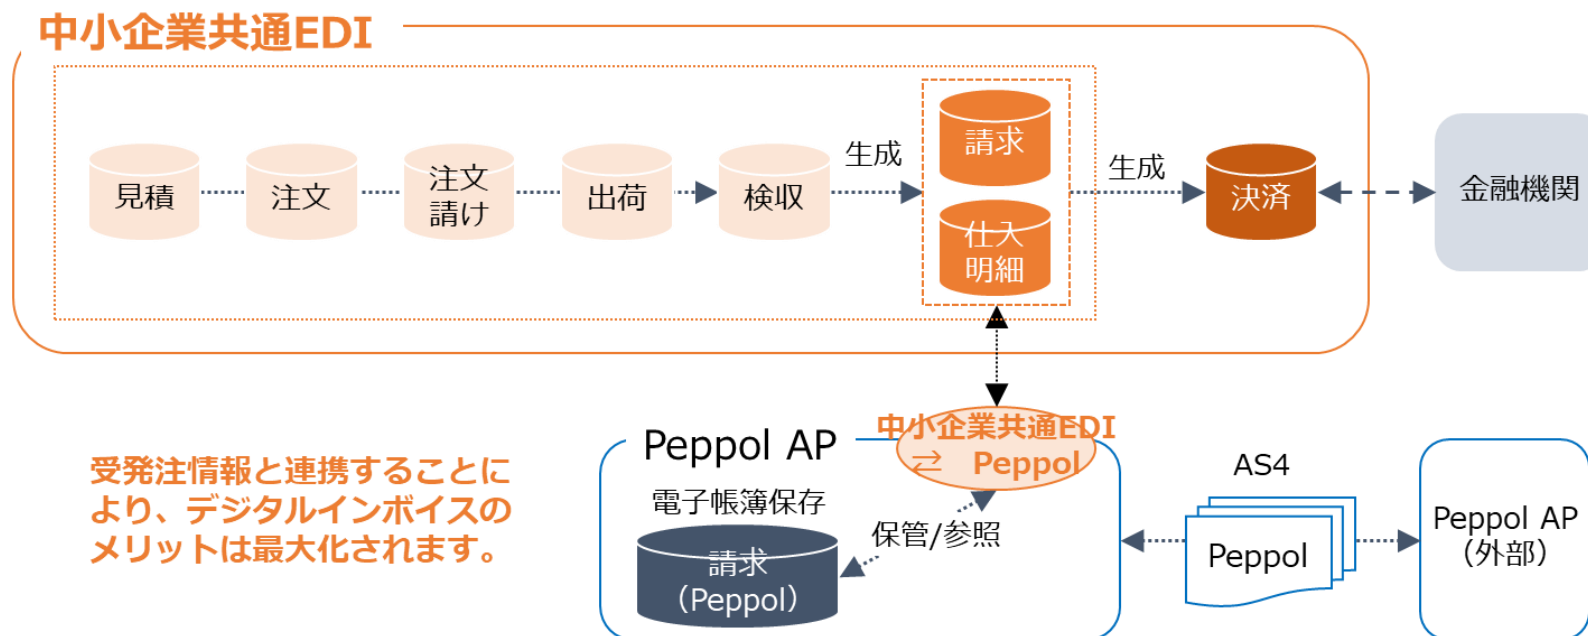 中小企業共通EDI
見積
注文
注文
請け
出荷
検収
生成
請求
仕入
明細
生成
決済
金融機関
受発注情報と連携することに
より、デジタルインボイスの
メリットは最大化されます。
Peppol AP
中小企業共通EDI
⇄ Peppol
電子帳簿保存
請求
（Peppol）
保管/参照
AS4
Peppol
Peppol AP
（外部）